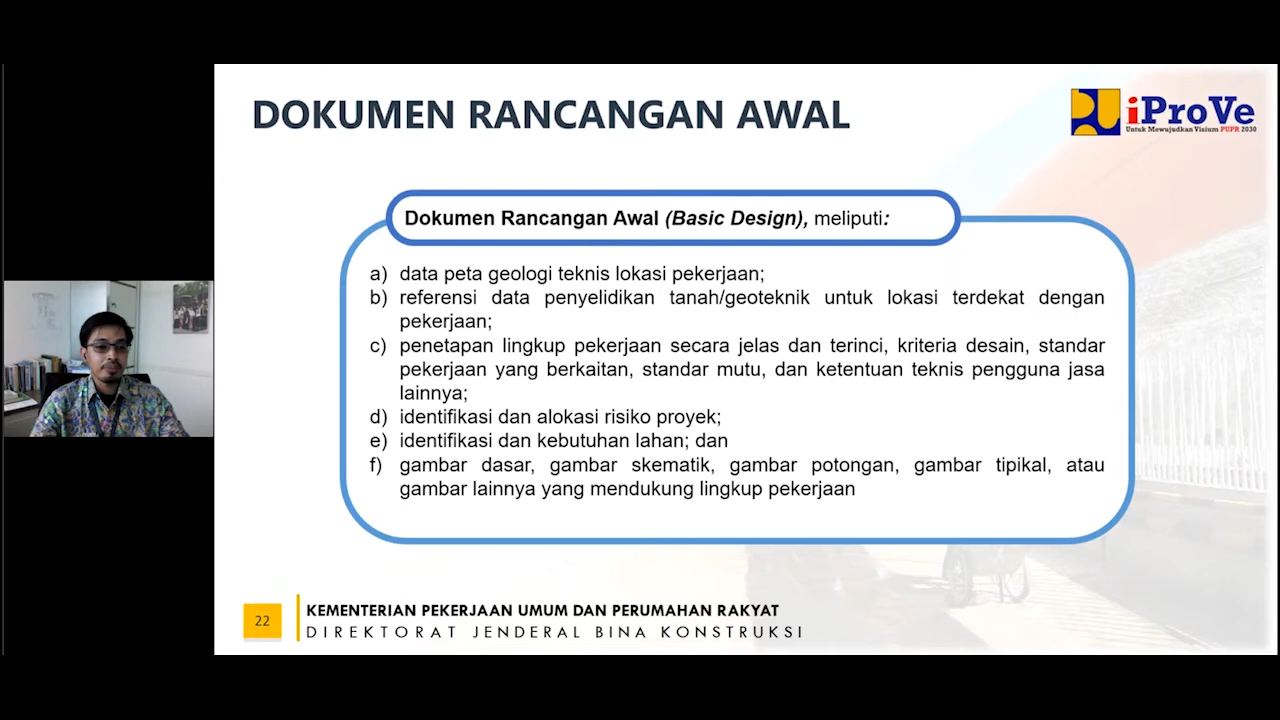 DOKUMEN RANCANGAN AWAL
iProVe
Untuk Mewujudkan Visium PUPR 2030
Dokumen Rancangan Awal (Basic Design), meliputi:
a) data peta geologi teknis lokasi pekerjaan;
b) referensi data penyelidikan tanah/geoteknik untuk lokasi terdekat dengan
pekerjaan;
c) penetapan lingkup pekerjaan secara jelas dan terinci, kriteria desain, standar
pekerjaan yang berkaitan, standar mutu, dan ketentuan teknis pengguna jasa
lainnya;
d) identifikasi dan alokasi risiko proyek;
e) identifikasi dan kebutuhan lahan; dan
f) gambar dasar, gambar skematik, gambar potongan, gambar tipikal, atau
gambar lainnya yang mendukung lingkup pekerjaan
22
KEMENTERIAN PEKERJAAN UMUM DAN PERUMAHAN RAKYAT
DIREKTORAT JENDERAL BINA KONSTRUKSI